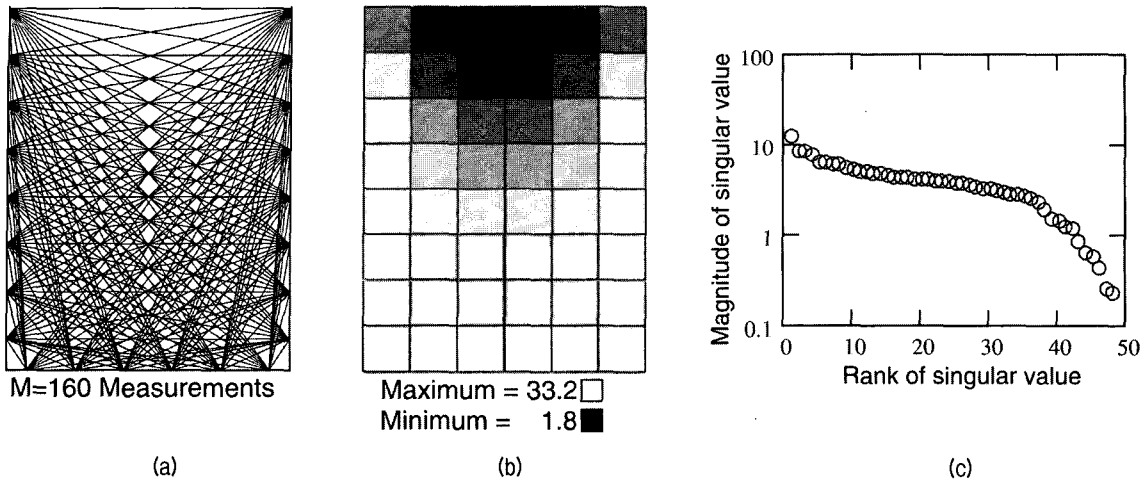 M=160 Measurements
(a)
Maximum = 33.2
Minimum = 1.8
(b)
Magnitude of singular value
100
10
1
0.1
0 10 20 30 40 50
Rank of singular value
(c)